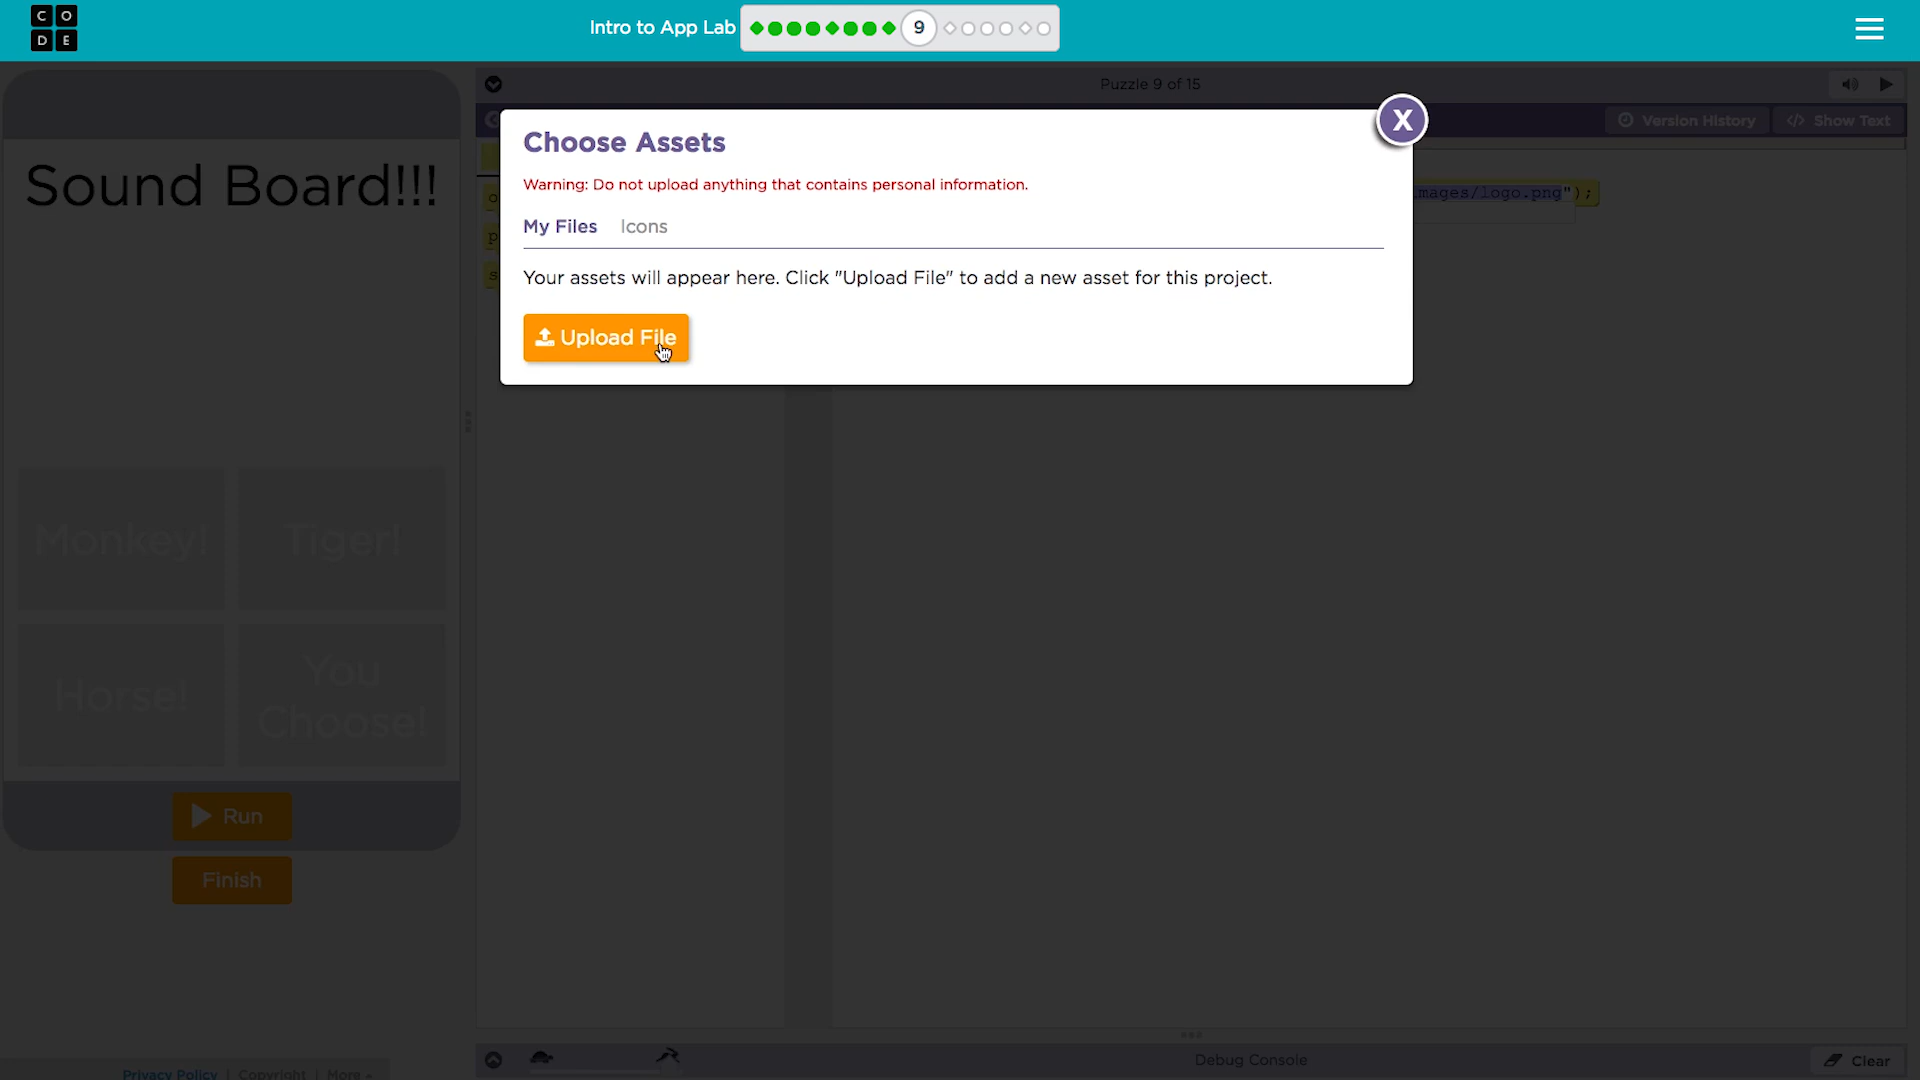 CO
DE
Intro to App Lab
9
Puzzle 9 of 15
Version History
Show Text
Sound Board!!!
Choose Assets
X
Warning: Do not upload anything that contains personal information.
mages/logo.png");
My Files Icons
Your assets will appear here. Click "Upload File" to add a new asset for this project.
Upload File
Monkey! Tiger!
Horse! You
Choose!
Run
Finish
Debug Console
Clear
Privacy Policy | Copyright | More